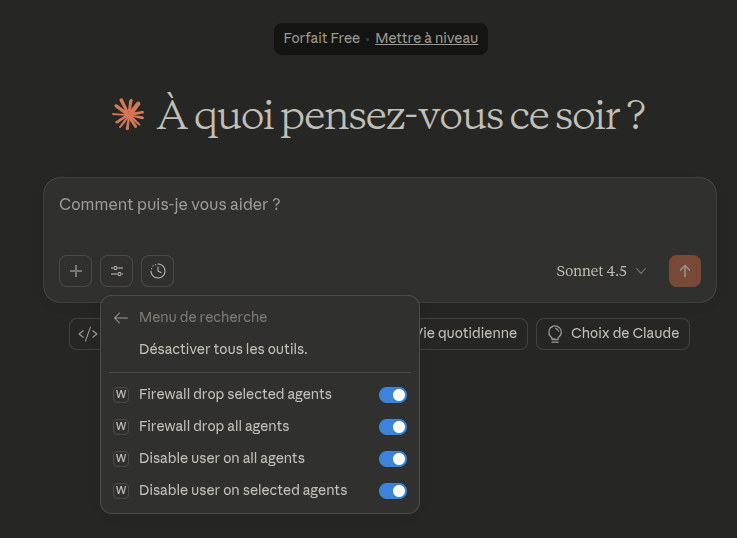 Forfait Free • Mettre à niveau
À quoi pensez-vous ce soir ?
Comment puis-je vous aider ?
Sonnet 4.5
</> Vie quotidienne Choix de Claude
Menu de recherche
Désactiver tous les outils.
W Firewall drop selected agents
W Firewall drop all agents
W Disable user on all agents
W Disable user on selected agents